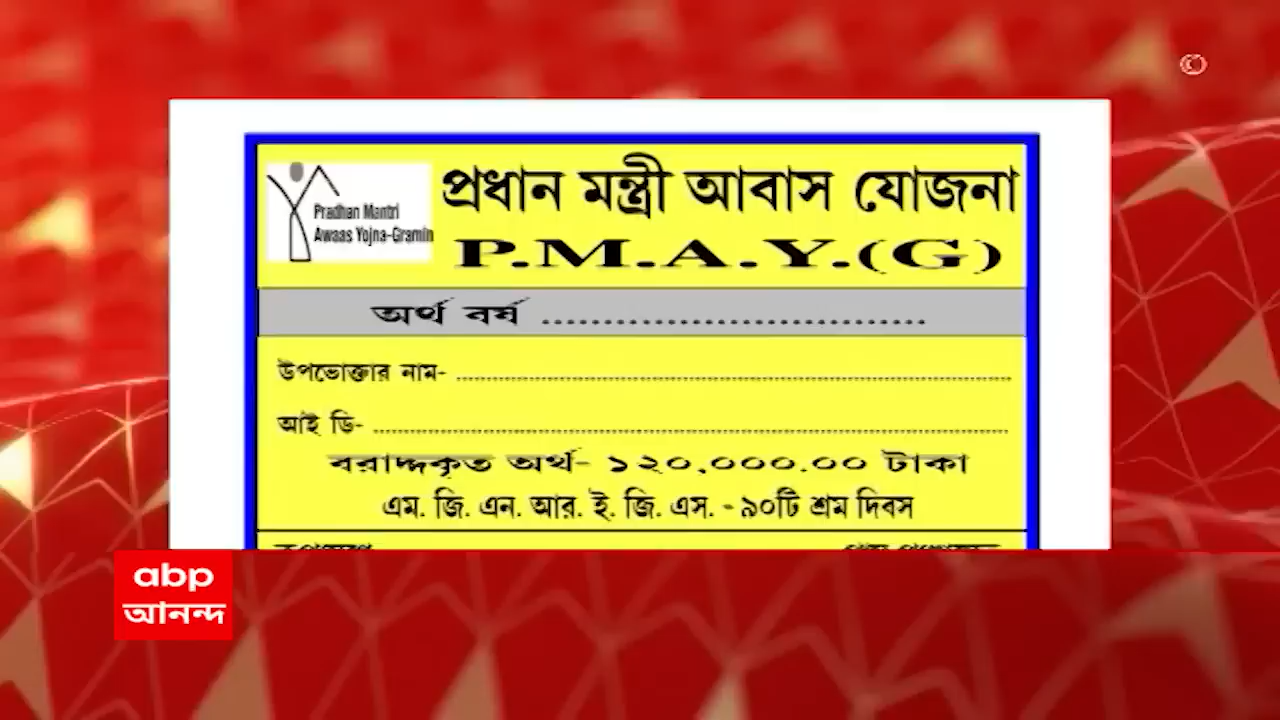 প্রধান মন্ত্রী আবাস যোজনা
Pradhan Mantri
Awaas Yojna-Gramin
P.M.A.Y.(G)
অর্থ বর্ষ ..............................
উপভোক্তার নাম- ..............................
আই ডি- ..............................
বরাদ্দকৃত অর্থ- ১২০,০০০.০০ টাকা
এম. জি. এন. আর. ই. জি. এস. - ৯০টি শ্রম দিবস
abp
আনন্দ